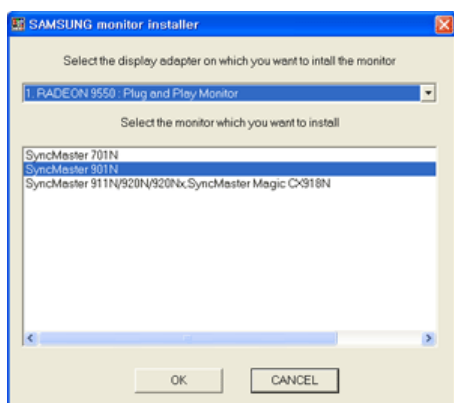 SAMSUNG monitor installer
Select the display adapter on which you want to intall the monitor
1. RADEON 9550 : Plug and Play Monitor
Select the monitor which you want to install
SyncMaster 701N
SyncMaster 901N
SyncMaster 911N/920N/920Nx,SyncMaster Magic CX918N
OK
CANCEL